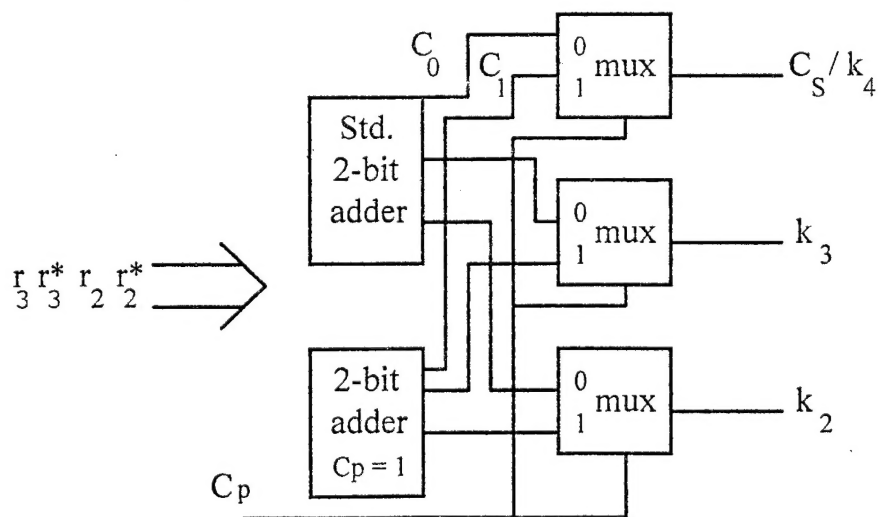 C0 C1
0
1 mux
CS/k4
Std.
2-bit
adder
0
1 mux
k3
r3 r3* r2 r2*
2-bit
adder
Cp = 1
0
1 mux
k2
Cp